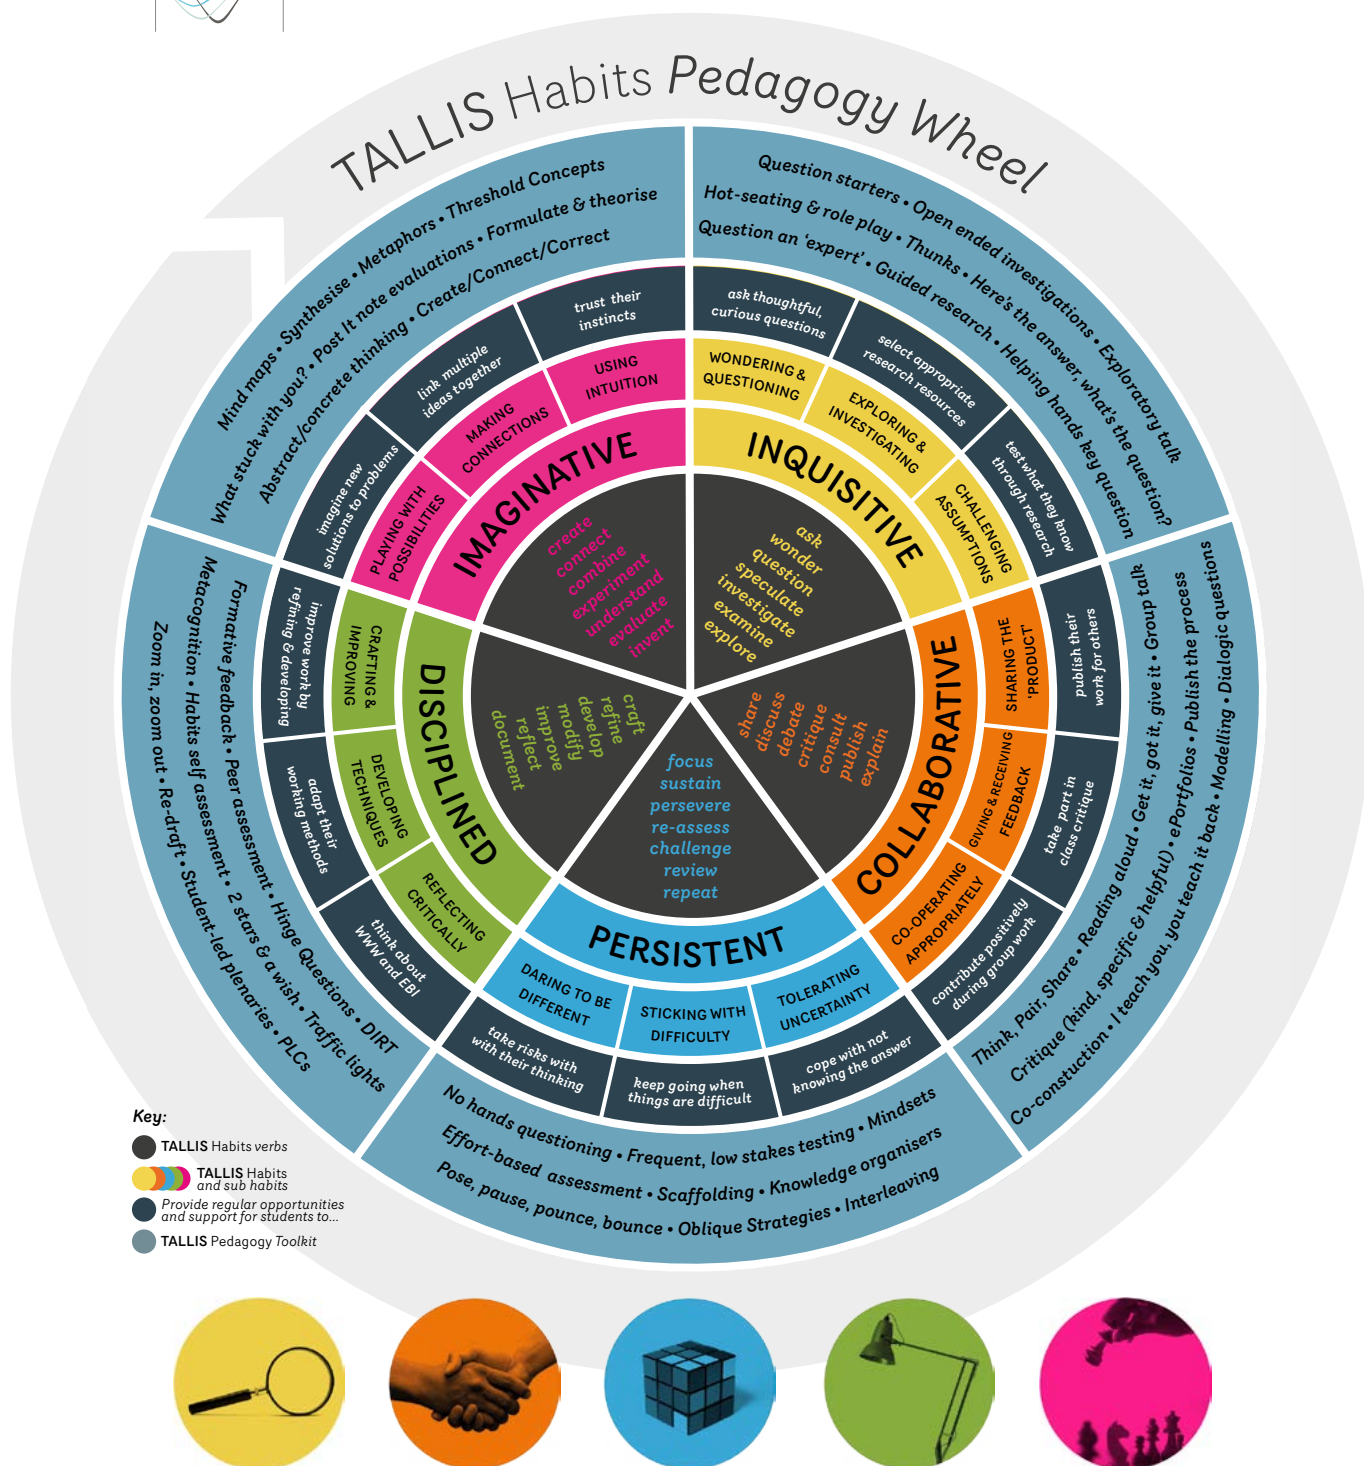 TALLIS Habits Pedagogy Wheel
Question starters • Open ended investigations • Exploratory talk
Hot-seating & role play • Thunks • Here's the answer, what's the question?
Question an 'expert' • Guided research • Helping hands key question
ask thoughtful,
curious questions
select appropriate
research resources
test what they know
through research
WONDERING &
QUESTIONING
EXPLORING &
INVESTIGATING
CHALLENGING
ASSUMPTIONS
INQUISITIVE
ask
wonder
question
speculate
investigate
examine
explore
Dialogic questions • Modelling • I teach you, you teach it back • Co-constuction
Publish the process • ePortfolios • Critique (kind, specific & helpful)
Group talk • Get it, got it, give it • Reading aloud • Think, Pair, Share
publish their
work for others
take part in
class critique
contribute positively
during group work
SHARING THE
'PRODUCT'
GIVING & RECEIVING
FEEDBACK
CO-OPERATING
APPROPRIATELY
COLLABORATIVE
share
discuss
debate
critique
consult
publish
explain
focus
sustain
persevere
re-assess
challenge
review
repeat
PERSISTENT
DARING TO BE
DIFFERENT
STICKING WITH
DIFFICULTY
TOLERATING
UNCERTAINTY
take risks with
with their thinking
keep going when
things are difficult
cope with not
knowing the answer
No hands questioning • Frequent, low stakes testing • Mindsets
Effort-based assessment • Scaffolding • Knowledge organisers
Pose, pause, pounce, bounce • Oblique Strategies • Interleaving
craft
refine
develop
modify
improve
reflect
document
DISCIPLINED
CRAFTING &
IMPROVING
DEVELOPING
TECHNIQUES
REFLECTING
CRITICALLY
improve work by
refining & developing
adapt their
working methods
think about
WWW and EBI
Formative feedback • Peer assessment • Hinge Questions • DIRT
Metacognition • Habits self assessment • 2 stars & a wish • Traffic lights
Zoom in, zoom out • Re-draft • Student-led plenaries • PLCs
Mind maps • Synthesise • Metaphors • Threshold Concepts
What stuck with you? • Post It note evaluations • Formulate & theorise
Abstract/concrete thinking • Create/Connect/Correct
imagine new
solutions to problems
link multiple
ideas together
trust their
instincts
PLAYING WITH
POSSIBILITIES
MAKING
CONNECTIONS
USING
INTUITION
IMAGINATIVE
create
connect
combine
experiment
understand
evaluate
invent
Key:
TALLIS Habits verbs
TALLIS Habits
and sub habits
Provide regular opportunities
and support for students to...
TALLIS Pedagogy Toolkit